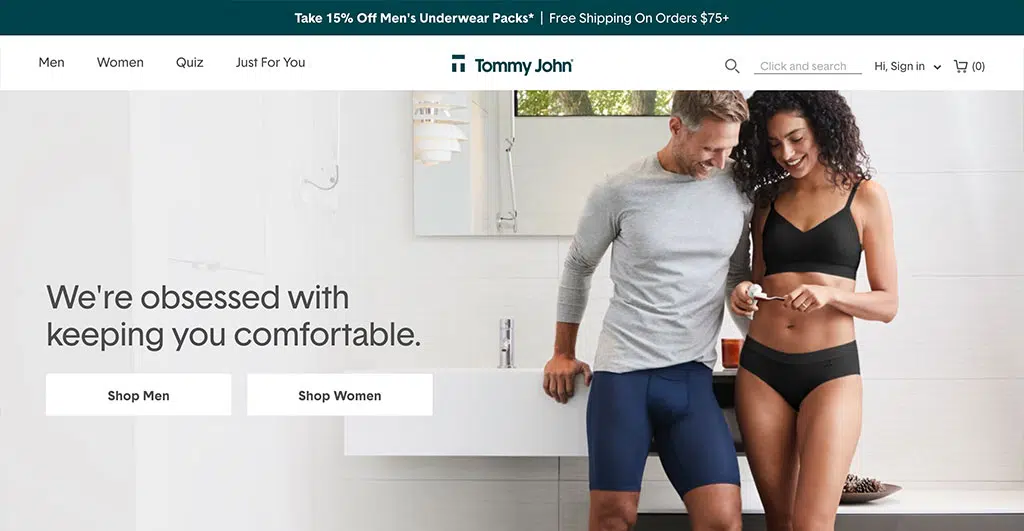 Take 15% Off Men's Underwear Packs* | Free Shipping On Orders $75+
Men Women Quiz Just For You Tommy John Click and search Hi, Sign in (0)
We're obsessed with
keeping you comfortable.
Shop Men Shop Women